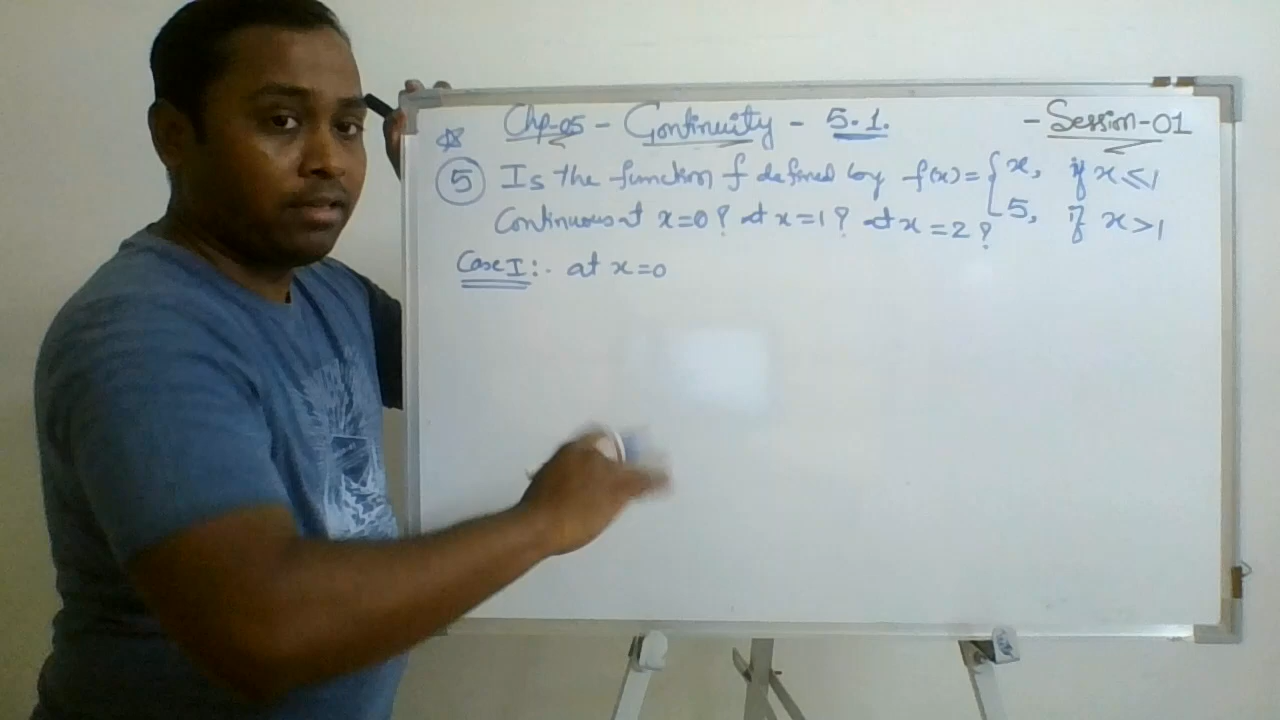 ☆ Chp-05 - Continuity - 5.1. - Session-01
⑤ Is the function f defined by f(x) = { x, if x ≤ 1
5, if x > 1
Continuous at x=0? at x=1? at x=2?
Case I:- at x=0